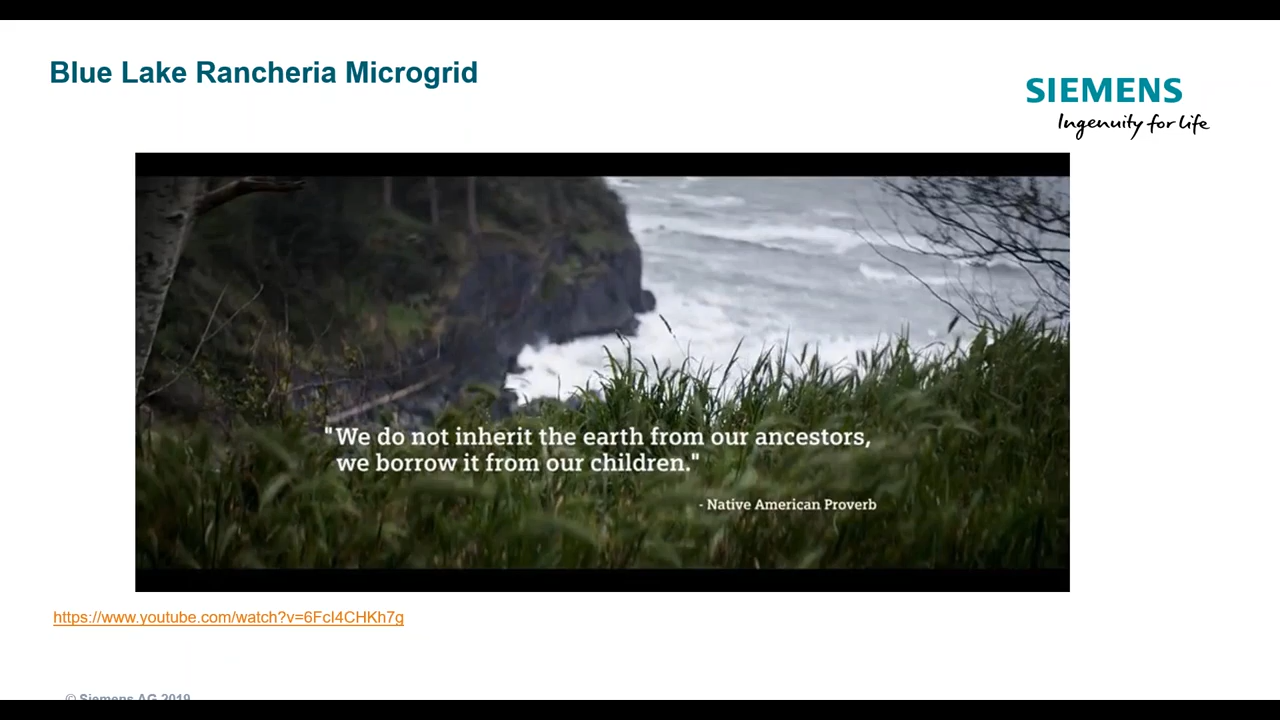 Blue Lake Rancheria Microgrid
SIEMENS
Ingenuity for life
"We do not inherit the earth from our ancestors,
we borrow it from our children."
- Native American Proverb
https://www.youtube.com/watch?v=6FcI4CHKh7g
© Siemens AG 2019